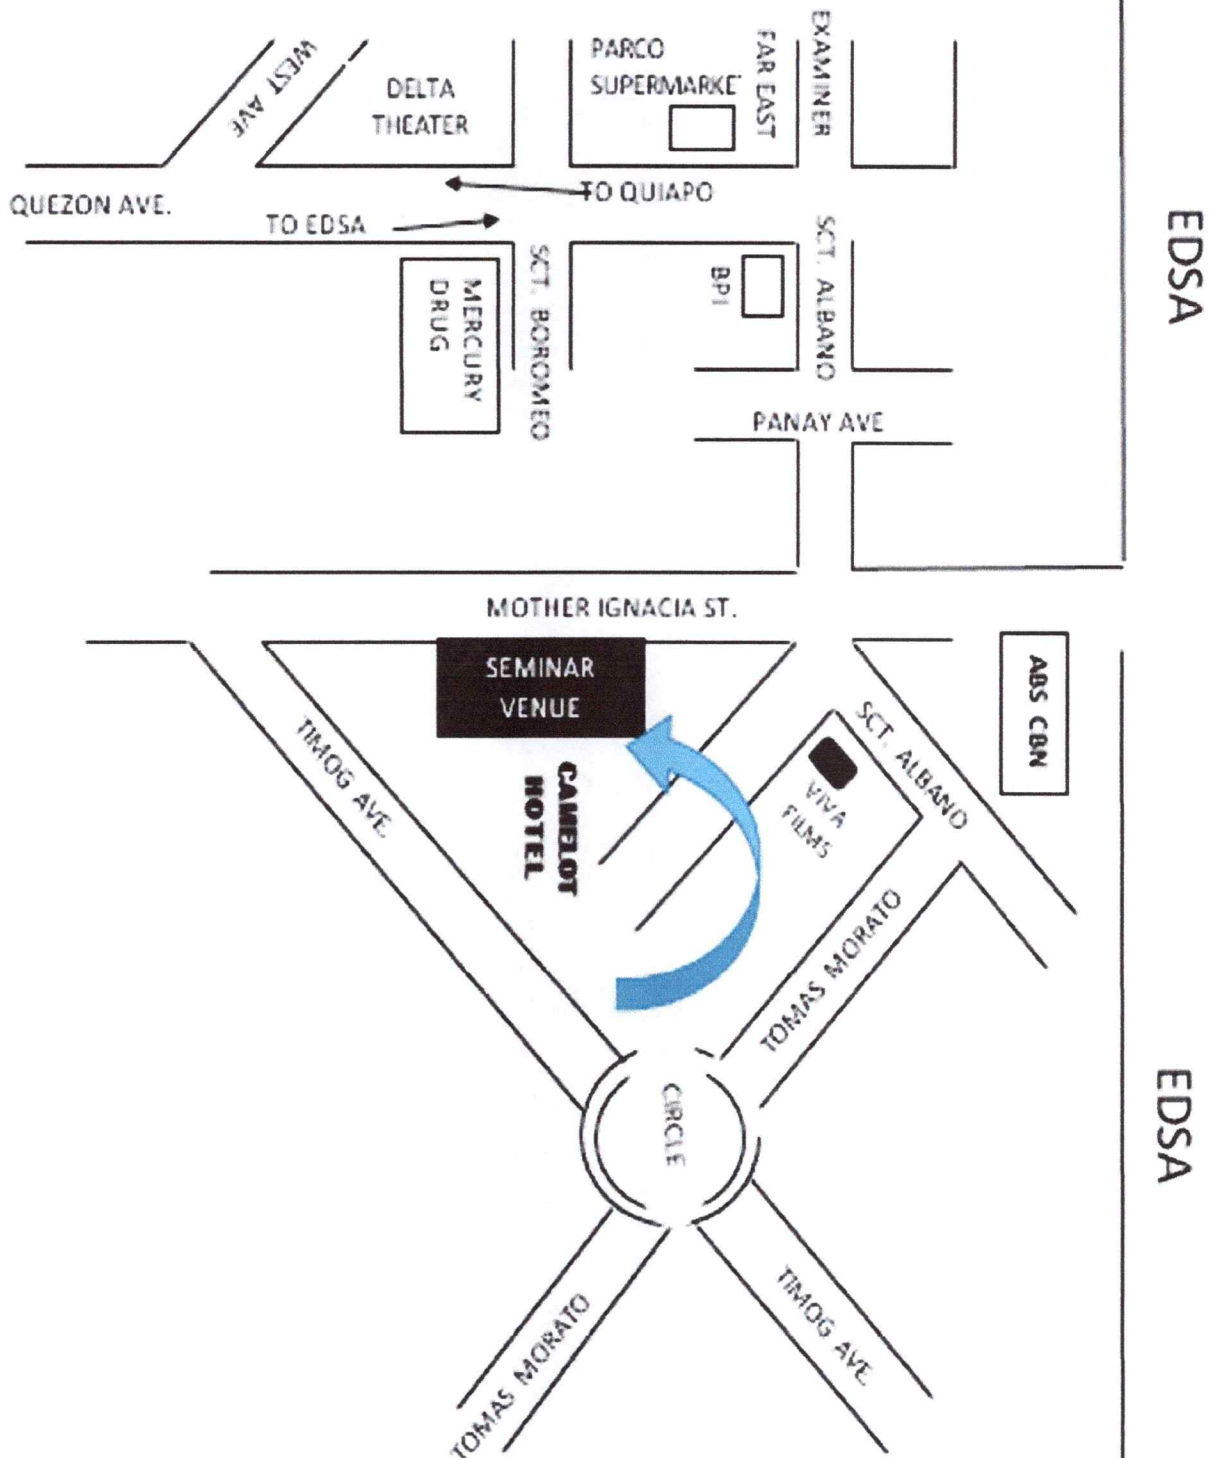 WEST AVE
DELTA
THEATER
PARCO
SUPERMARKE
FAR EAST
EXAMINER
EDSA
QUEZON AVE.
TO QUIAPO
TO EDSA
MERCURY
DRUG
SCT. BOROMEO
BPI
SCT. ALBANO
PANAY AVE
MOTHER IGNACIA ST.
SEMINAR
VENUE
CAMELOT
HOTEL
TIMOG AVE.
SCT. ALBANO
ABS CBN
VIVA
FILMS
TOMAS MORATO
CIRCLE
EDSA
TOMAS MORATO
TIMOG AVE.